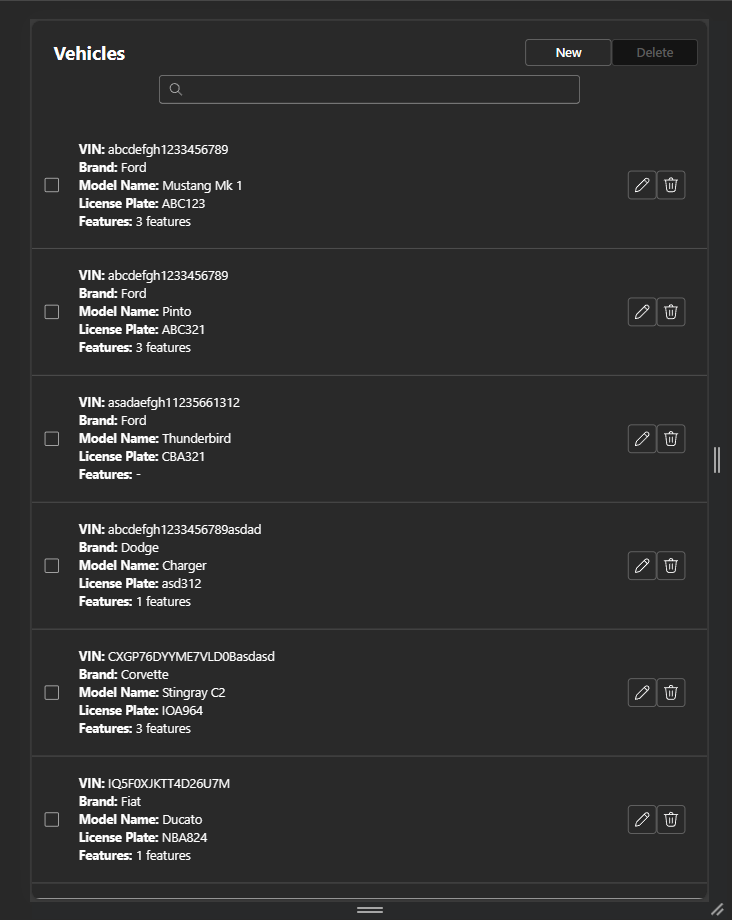 Vehicles
New
Delete
VIN: abcdefgh1233456789
Brand: Ford
Model Name: Mustang Mk 1
License Plate: ABC123
Features: 3 features
VIN: abcdefgh1233456789
Brand: Ford
Model Name: Pinto
License Plate: ABC321
Features: 3 features
VIN: asadaefgh11235661312
Brand: Ford
Model Name: Thunderbird
License Plate: CBA321
Features: -
VIN: abcdefgh1233456789asdad
Brand: Dodge
Model Name: Charger
License Plate: asd312
Features: 1 features
VIN: CXGP76DYYME7VLD0Basdasd
Brand: Corvette
Model Name: Stingray C2
License Plate: IOA964
Features: 3 features
VIN: IQ5F0XJKTT4D26U7M
Brand: Fiat
Model Name: Ducato
License Plate: NBA824
Features: 1 features